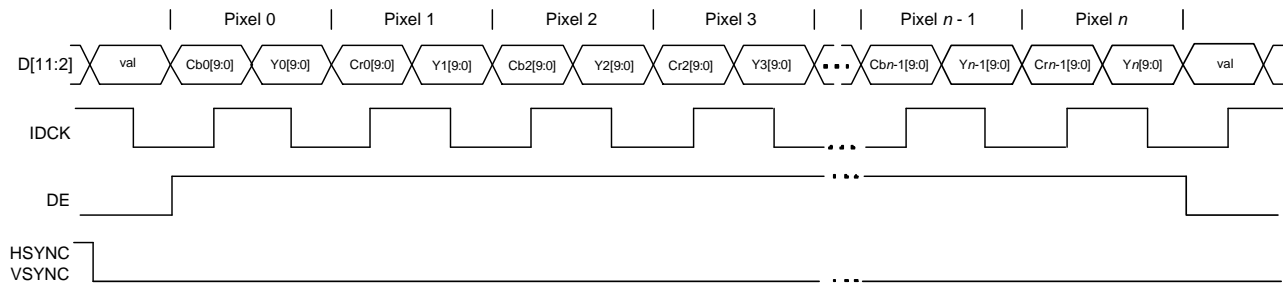 Pixel 0 Pixel 1 Pixel 2 Pixel 3 Pixel n - 1 Pixel n
D[11:2] val Cb0[9:0] Y0[9:0] Cr0[9:0] Y1[9:0] Cb2[9:0] Y2[9:0] Cr2[9:0] Y3[9:0] Cbn-1[9:0] Yn-1[9:0] Crn-1[9:0] Yn[9:0] val
IDCK
DE
HSYNC
VSYNC